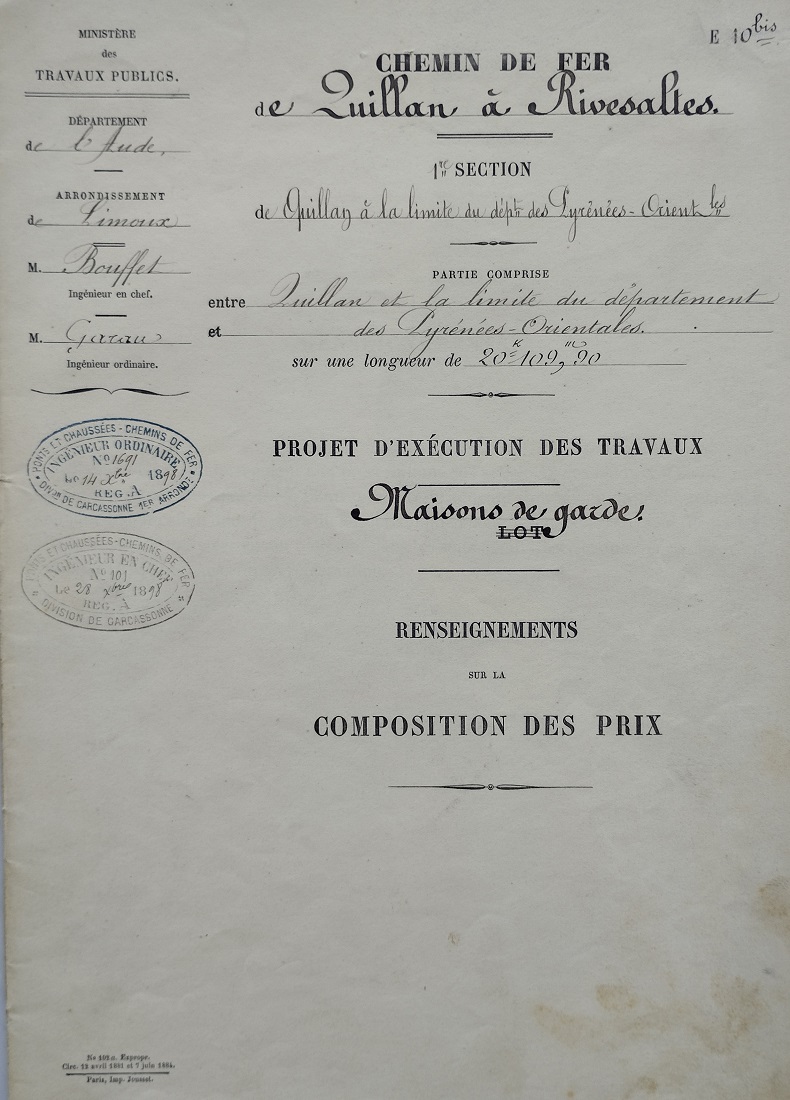 E 10 bis
MINISTÈRE
des
TRAVAUX PUBLICS.
DÉPARTEMENT
de l'Aude,
ARRONDISSEMENT
de Limoux
M. Bouffet
Ingénieur en chef.
M. Garau
Ingénieur ordinaire.
PONTS ET CHAUSSÉES - CHEMINS DE FER
INGÉNIEUR ORDINAIRE
No 1691
Le 14 Xbre 1898
REG. A
DIVon DE CARCASSONNE 1ER ARRONDt
PONTS ET CHAUSSÉES - CHEMINS DE FER
INGÉNIEUR EN CHEF
No 101
Le 28 xbre 1898
REG. A
DIVISION DE CARCASSONNE
CHEMIN DE FER
de Quillan à Rivesaltes.
1re SECTION
de Quillan à la limite du dépt des Pyrénées-Orientles
PARTIE COMPRISE
entre Quillan et la limite du département
et des Pyrénées-Orientales.
sur une longueur de 20k 109m,90
PROJET D'EXÉCUTION DES TRAVAUX
Maisons de garde.
LOT
RENSEIGNEMENTS
SUR LA
COMPOSITION DES PRIX
Circ. 12 avril 1881 et 7 juin 1884.
Paris, Imp. Jousset.